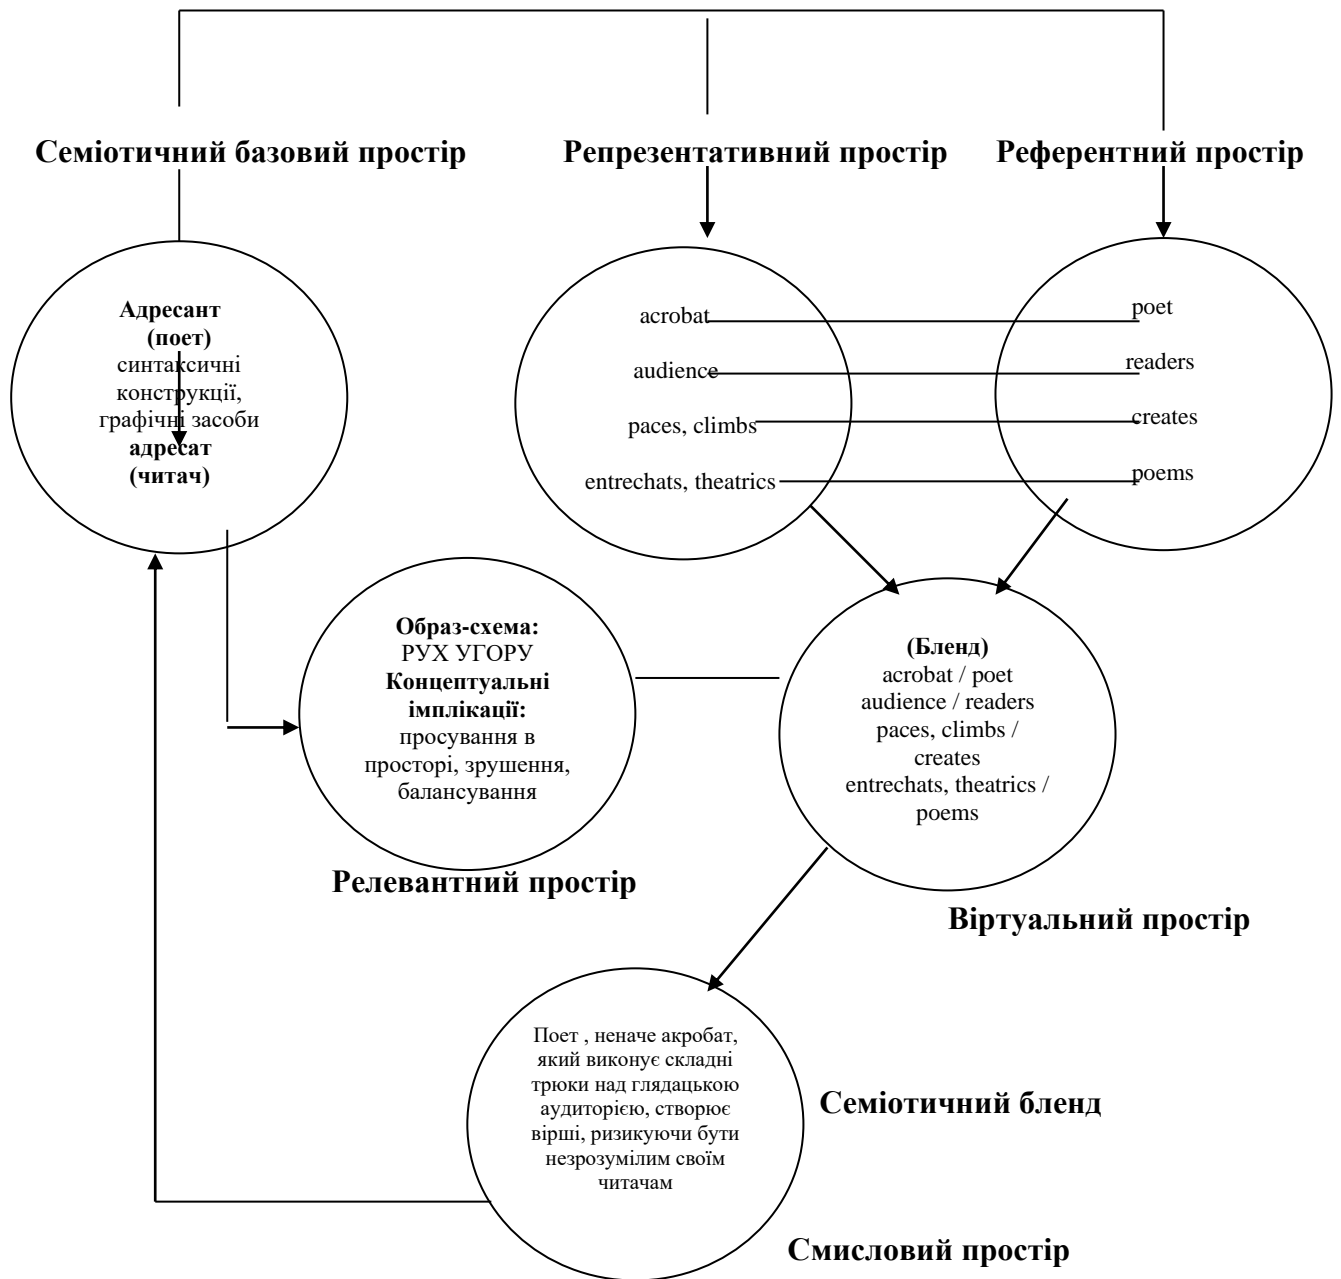 Семіотичний базовий простір
Репрезентативний простір
Референтний простір
Адресант
(поет)
синтаксичні
конструкції,
графічні засоби
адресат
(читач)
acrobat
audience
paces, climbs
entrechats, theatrics
poet
readers
creates
poems
Образ-схема:
РУХ УГОРУ
Концептуальні
імплікації:
просування в
просторі, зрушення,
балансування
Релевантний простір
(Бленд)
acrobat / poet
audience / readers
paces, climbs /
creates
entrechats, theatrics /
poems
Віртуальний простір
Поет , неначе акробат,
який виконує складні
трюки над глядацькою
аудиторією, створює
вірші, ризикуючи бути
незрозумілим своїм
читачам
Семіотичний бленд
Смисловий простір